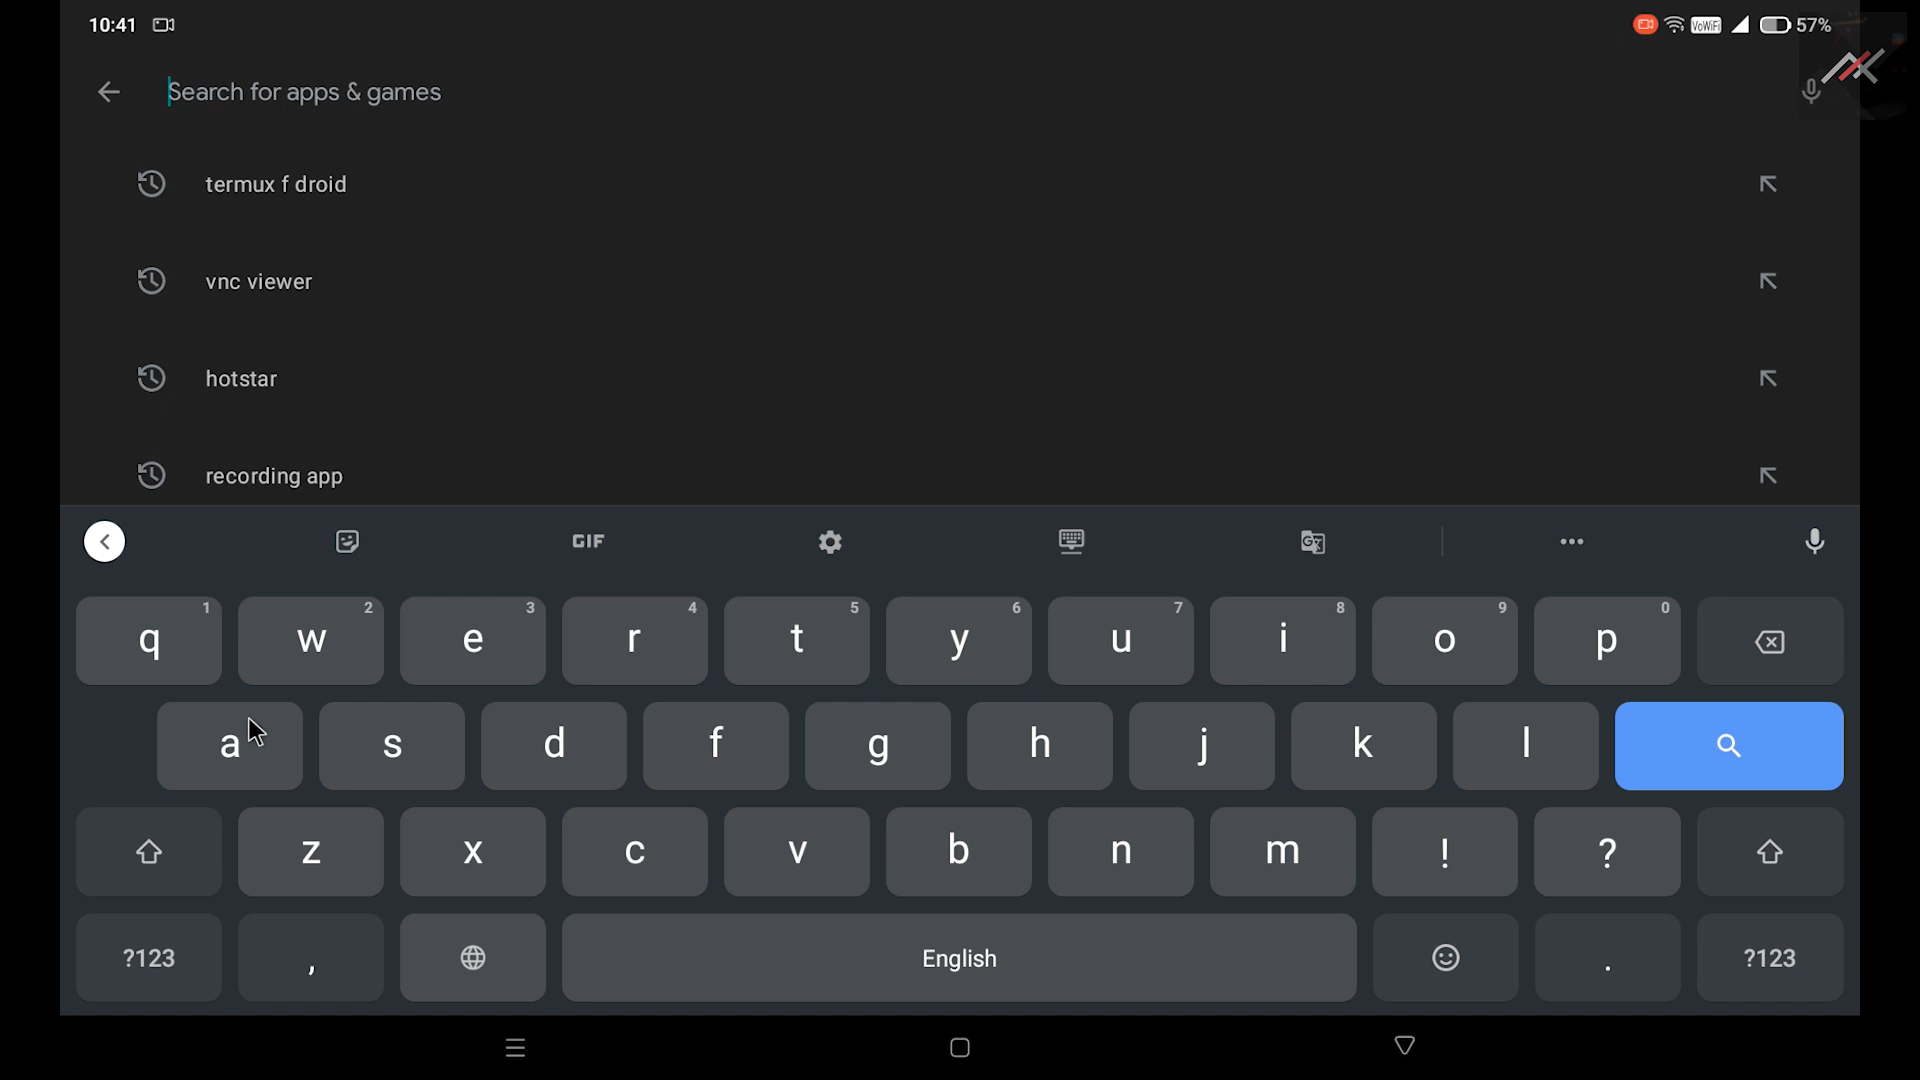 10:41
VoWiFi
57%
Search for apps & games
termux f droid
vnc viewer
hotstar
recording app
GIF
1 2 3 4 5 6 7 8 9 0
q w e r t y u i o p
a s d f g h j k l
z x c v b n m ! ?
?123 , English . ?123